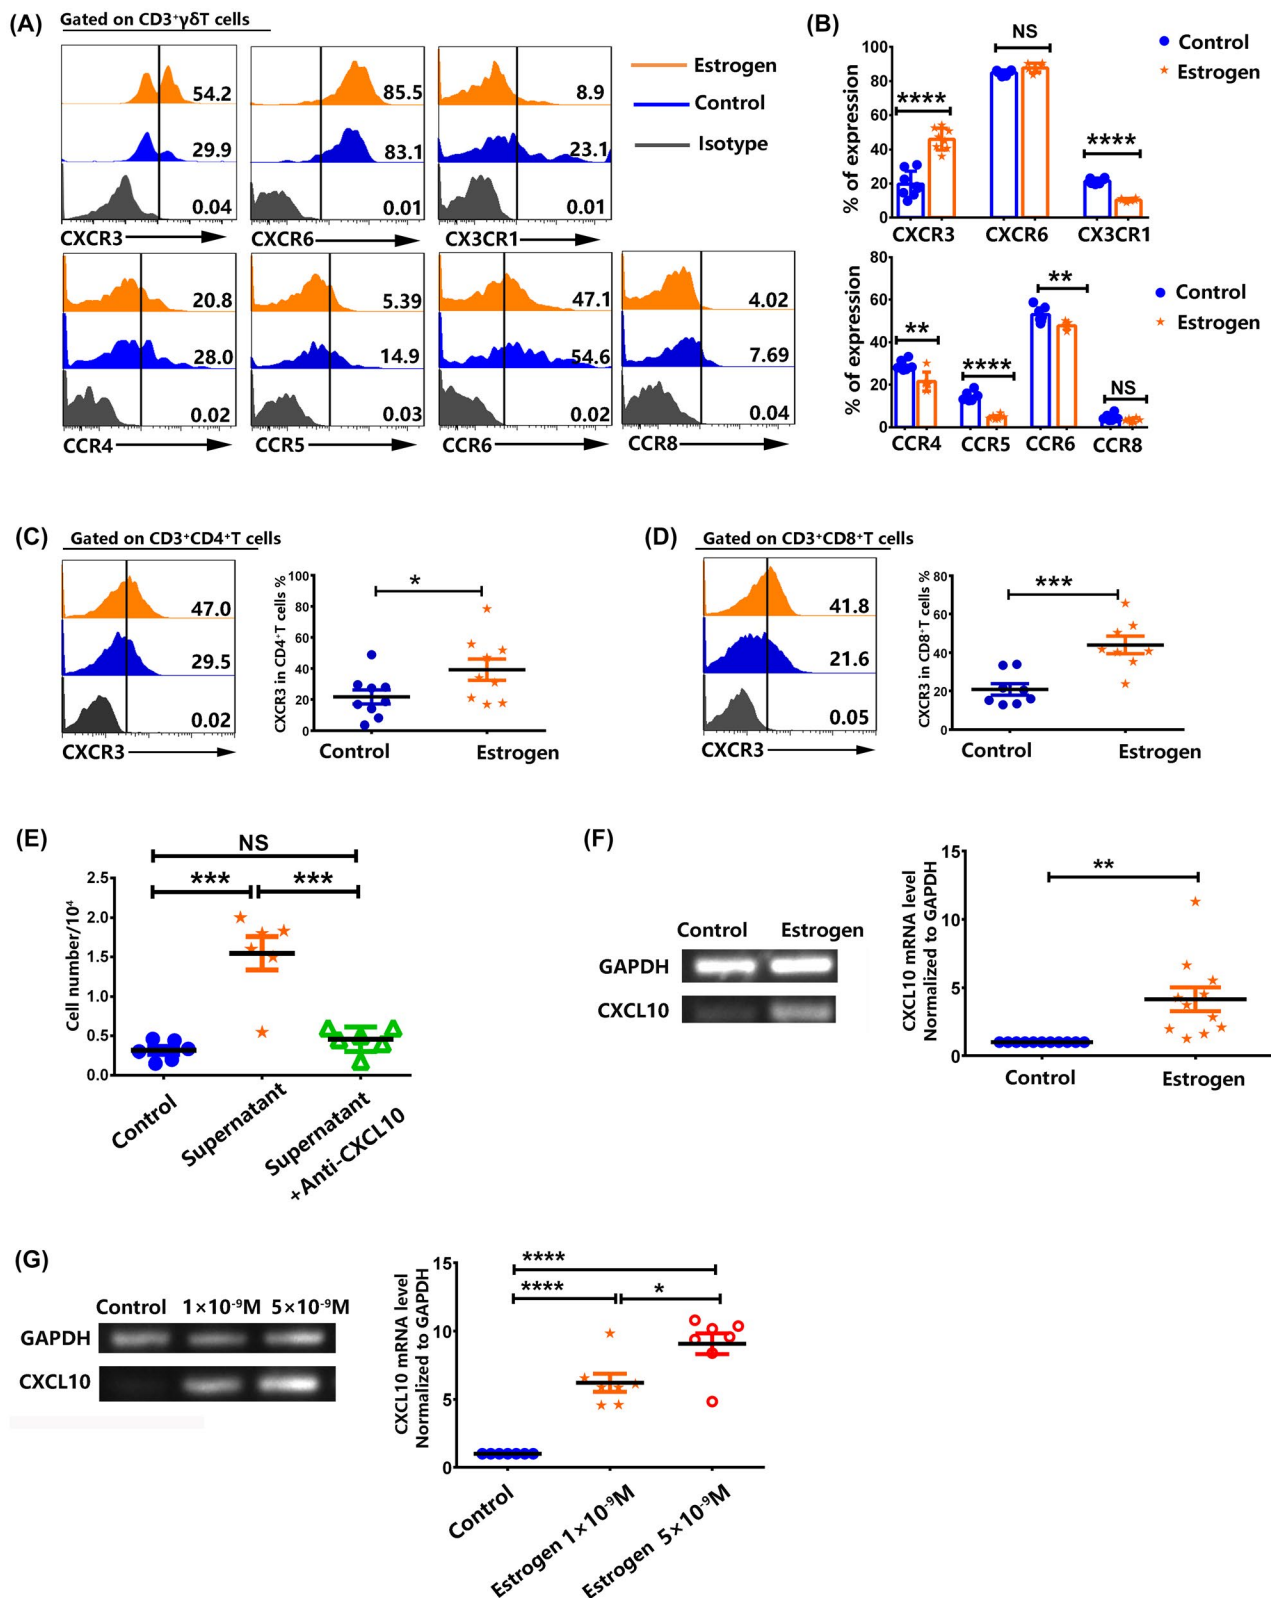 (A) Gated on CD3⁺γδT cells
54.2
29.9
0.04
CXCR3
85.5
83.1
0.01
CXCR6
8.9
23.1
0.01
CX3CR1
Estrogen
Control
Isotype
20.8
28.0
0.02
CCR4
5.39
14.9
0.03
CCR5
47.1
54.6
0.02
CCR6
4.02
7.69
0.04
CCR8
(B)
% of expression
100
80
60
40
20
0
****
NS
****
CXCR3 CXCR6 CX3CR1
Control
Estrogen
% of expression
80
60
40
20
0
**
****
**
NS
CCR4 CCR5 CCR6 CCR8
Control
Estrogen
(C) Gated on CD3⁺CD4⁺T cells
47.0
29.5
0.02
CXCR3
CXCR3 in CD4⁺T cells %
100
80
60
40
20
0
*
Control Estrogen
(D) Gated on CD3⁺CD8⁺T cells
41.8
21.6
0.05
CXCR3
CXCR3 in CD8⁺T cells %
80
60
40
20
0
***
Control Estrogen
(E)
NS
*** ***
Cell number/10⁴
2.5
2.0
1.5
1.0
0.5
0.0
Control
Supernatant
Supernatant
+Anti-CXCL10
(F)
Control Estrogen
GAPDH
CXCL10
CXCL10 mRNA level
Normalized to GAPDH
15
10
5
0
**
Control Estrogen
(G)
Control 1×10⁻⁹M 5×10⁻⁹M
GAPDH
CXCL10
CXCL10 mRNA level
Normalized to GAPDH
15
10
5
0
****
**** *
Control
Estrogen 1×10⁻⁹M
Estrogen 5×10⁻⁹M